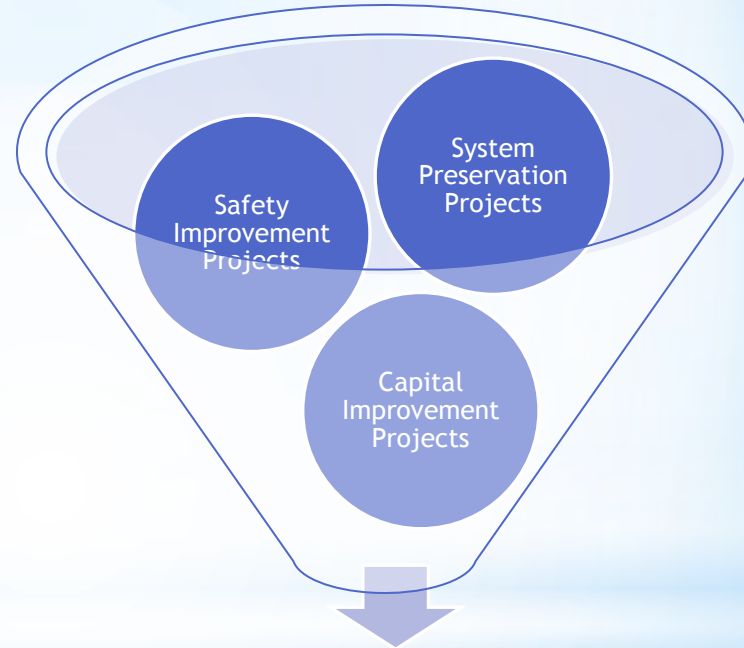 System
Preservation
Projects
Safety
Improvement
Projects
Capital
Improvement
Projects